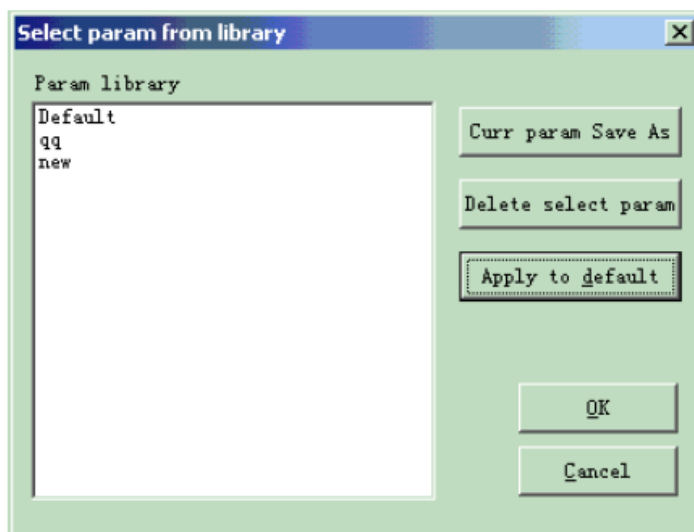 Select param from library
Param library
Default
qq
new
Curr param Save As
Delete select param
Apply to default
OK
Cancel